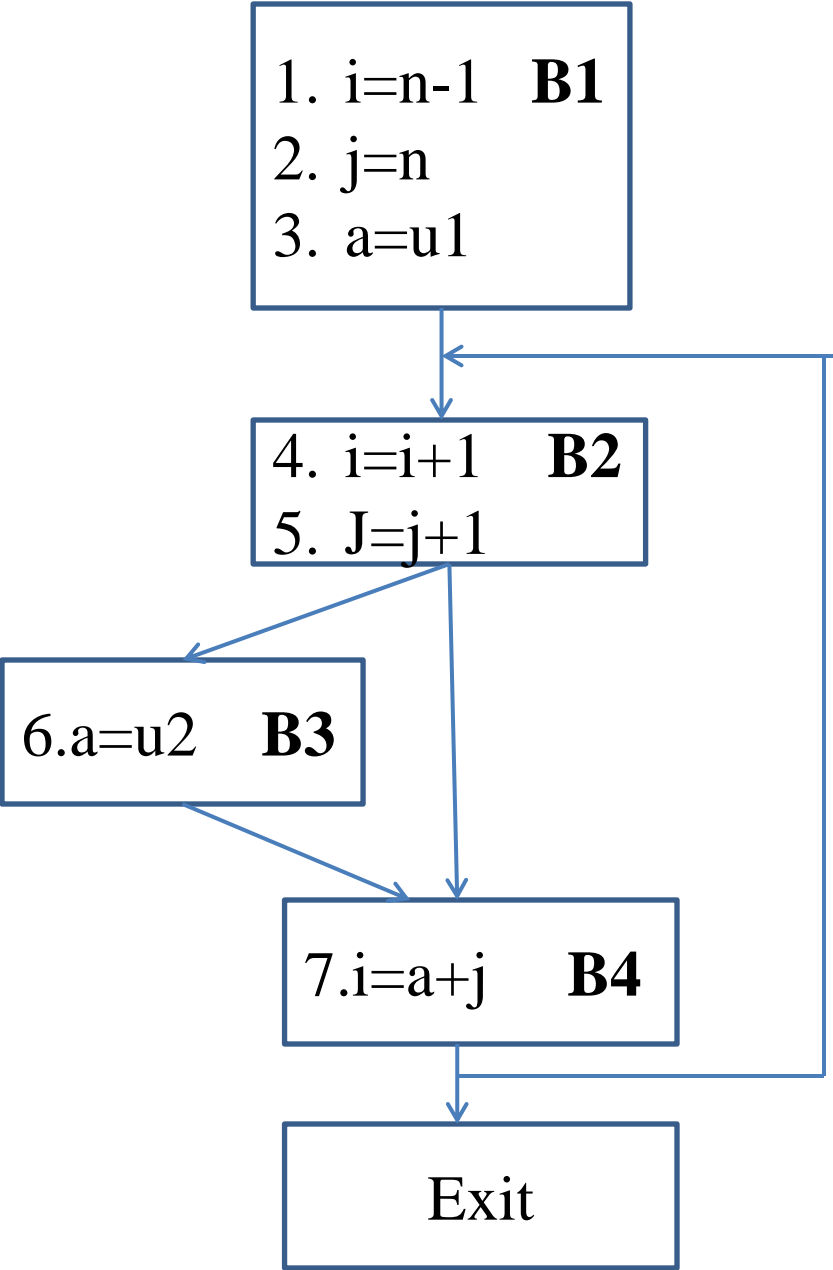 1. i=n-1 B1
2. j=n
3. a=u1
4. i=i+1 B2
5. J=j+1
6.a=u2 B3
7.i=a+j B4
Exit